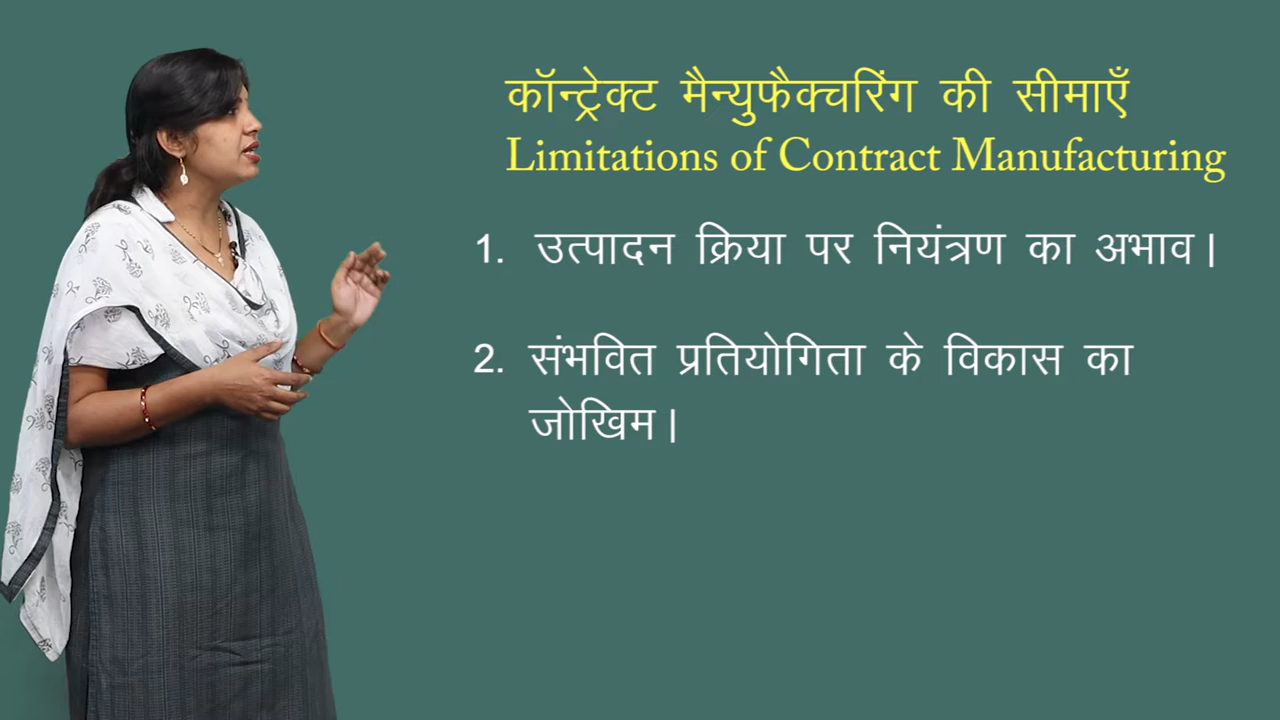 कॉन्ट्रेक्ट मैन्युफैक्चरिंग की सीमाएँ
Limitations of Contract Manufacturing
1. उत्पादन क्रिया पर नियंत्रण का अभाव।
2. संभवित प्रतियोगिता के विकास का
जोखिम।